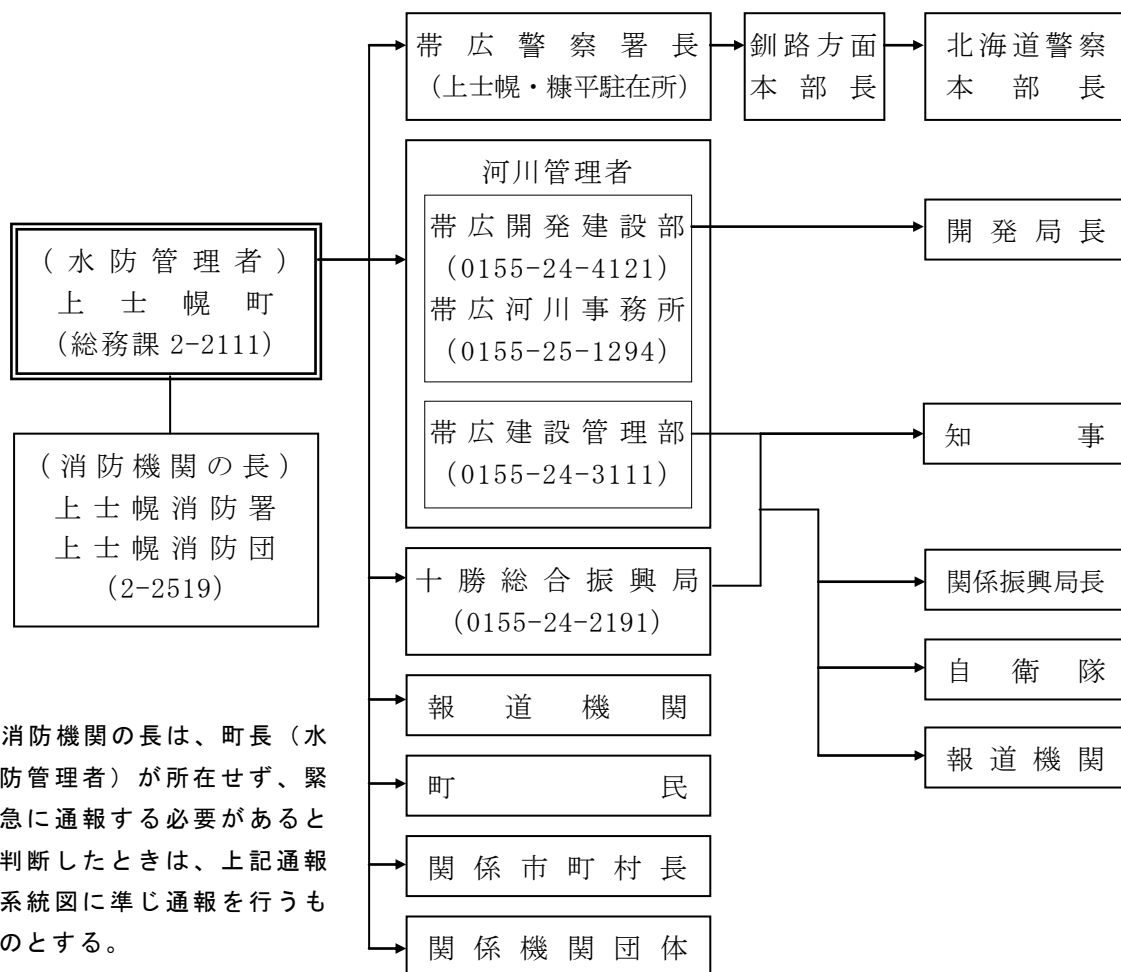 帯広警察署長
（上士幌・糠平駐在所）
釧路方面
本部長
北海道警察
本部長
河川管理者
帯広開発建設部
(0155-24-4121)
帯広河川事務所
(0155-25-1294)
開発局長
（水防管理者）
上士幌町
(総務課 2-2111)
帯広建設管理部
(0155-24-3111)
知事
（消防機関の長）
上士幌消防署
上士幌消防団
(2-2519)
十勝総合振興局
(0155-24-2191)
関係振興局長
自衛隊
報道機関
報道機関
町民
関係市町村長
関係機関団体
消防機関の長は、町長（水
防管理者）が所在せず、緊
急に通報する必要があると
判断したときは、上記通報
系統図に準じ通報を行うも
のとする。